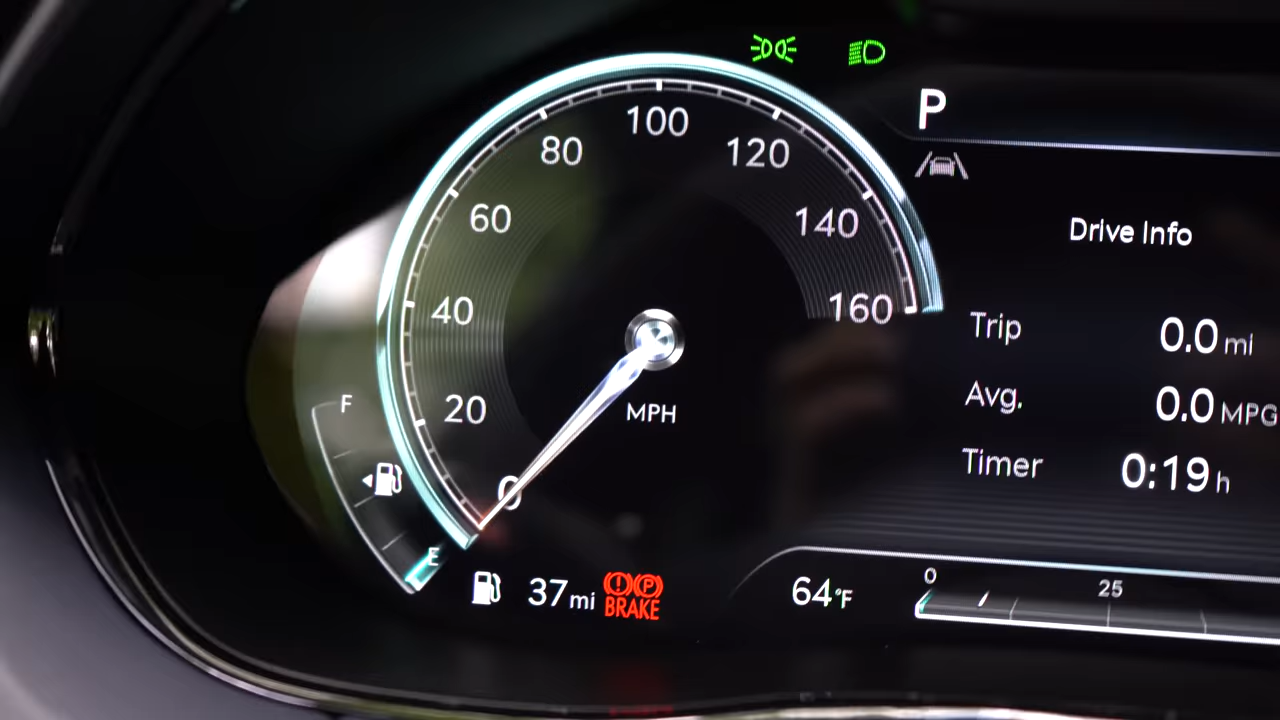 P
100
80
120
60
140
Drive Info
40
160
Trip 0.0 mi
F
20
MPH
Avg. 0.0 MPG
Timer 0:19 h
0
E
37 mi
BRAKE
64°F
0
25